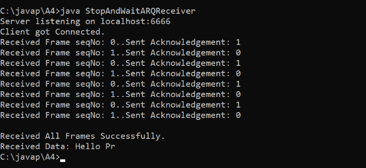 C:\javap\A4>java StopAndWaitARQReceiver
Server listening on localhost:6666
Client got Connected.
Received Frame seqNo: 0..Sent Acknowledgement: 1
Received Frame seqNo: 1..Sent Acknowledgement: 0
Received Frame seqNo: 0..Sent Acknowledgement: 1
Received Frame seqNo: 1..Sent Acknowledgement: 0
Received Frame seqNo: 0..Sent Acknowledgement: 1
Received Frame seqNo: 1..Sent Acknowledgement: 0
Received Frame seqNo: 0..Sent Acknowledgement: 1
Received Frame seqNo: 1..Sent Acknowledgement: 0
Received All Frames Successfully.
Received Data: Hello Pr
C:\javap\A4>